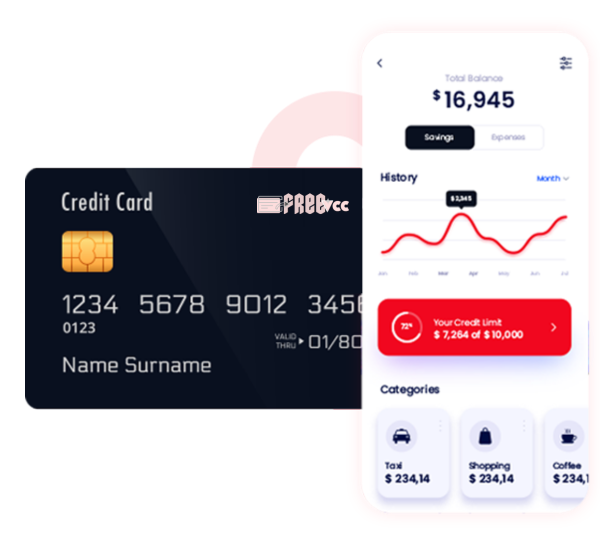 Credit Card
FREEvcc
1234 5678 9012 3456
0123
VALID
THRU
01/80
Name Surname
Total Balance
$16,945
Savings
Expenses
History
Month
$2,345
Jan Feb Mar Apr May Jun Jul
72%
Your Credit Limit
$ 7,264 of $10,000
Categories
Taxi
$ 234,14
Shopping
$ 234,14
Coffee
$ 234,1